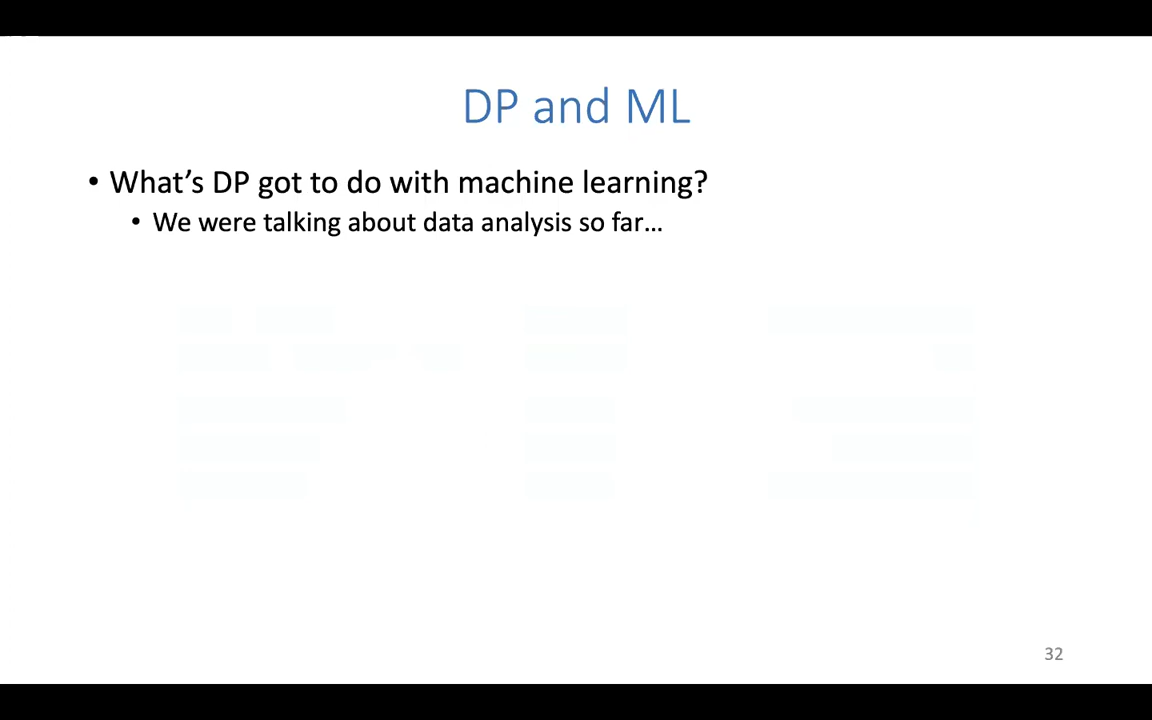 DP and ML
• What's DP got to do with machine learning?
• We were talking about data analysis so far…
32